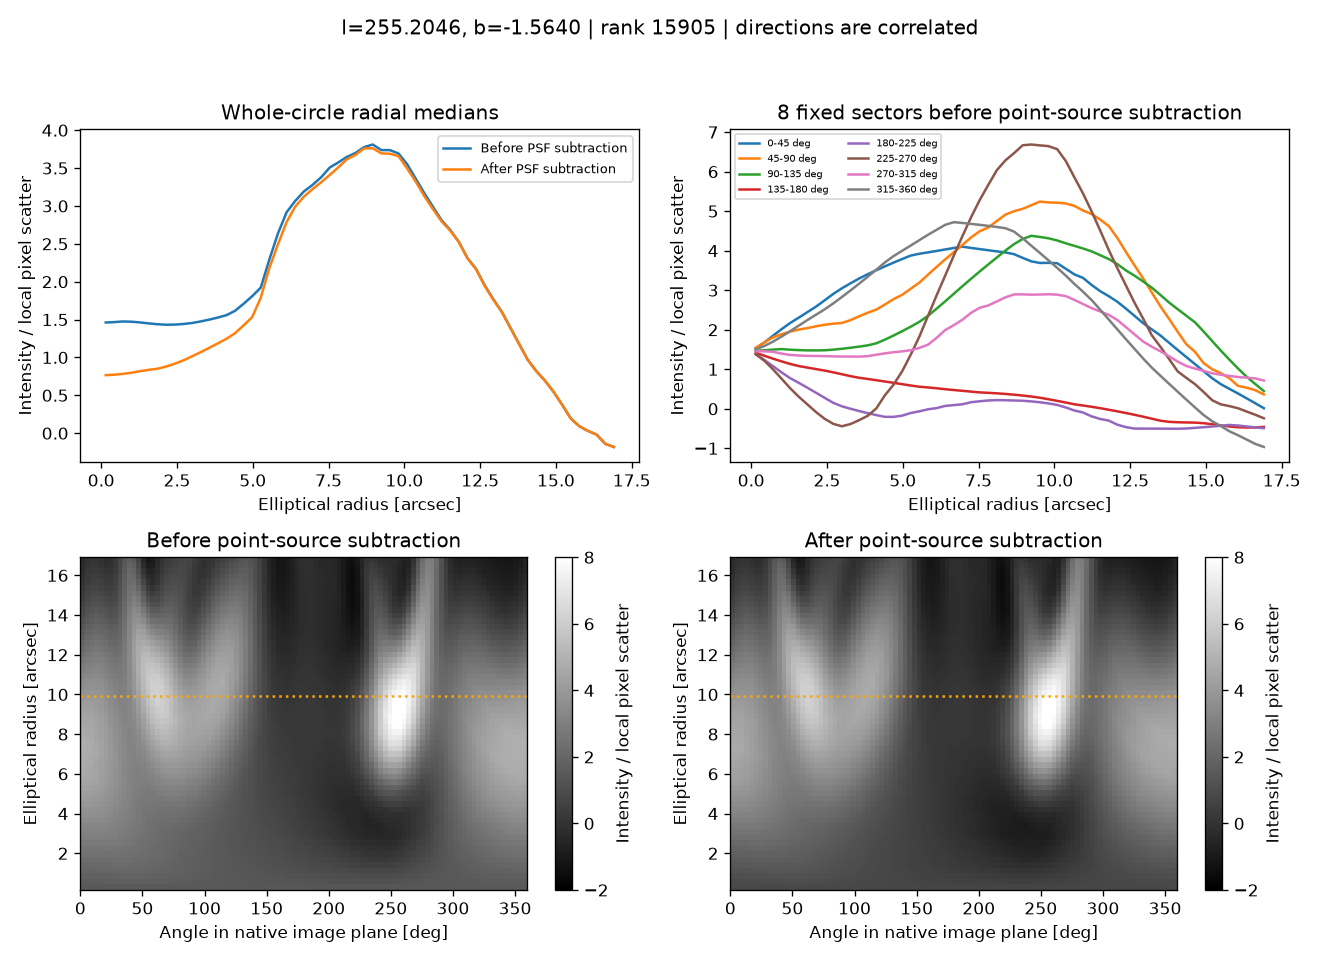 l=255.2046, b=-1.5640 | rank 15905 | directions are correlated
Whole-circle radial medians
4.0
3.5
3.0
2.5
2.0
1.5
1.0
0.5
0.0
Intensity / local pixel scatter
Before PSF subtraction
After PSF subtraction
0.0 2.5 5.0 7.5 10.0 12.5 15.0 17.5
Elliptical radius [arcsec]
8 fixed sectors before point-source subtraction
7
6
5
4
3
2
1
0
−1
Intensity / local pixel scatter
0-45 deg
45-90 deg
90-135 deg
135-180 deg
180-225 deg
225-270 deg
270-315 deg
315-360 deg
0.0 2.5 5.0 7.5 10.0 12.5 15.0 17.5
Elliptical radius [arcsec]
Before point-source subtraction
16
14
12
10
8
6
4
2
Elliptical radius [arcsec]
0 50 100 150 200 250 300 350
Angle in native image plane [deg]
8
6
4
2
0
−2
Intensity / local pixel scatter
After point-source subtraction
16
14
12
10
8
6
4
2
Elliptical radius [arcsec]
0 50 100 150 200 250 300 350
Angle in native image plane [deg]
8
6
4
2
0
−2
Intensity / local pixel scatter